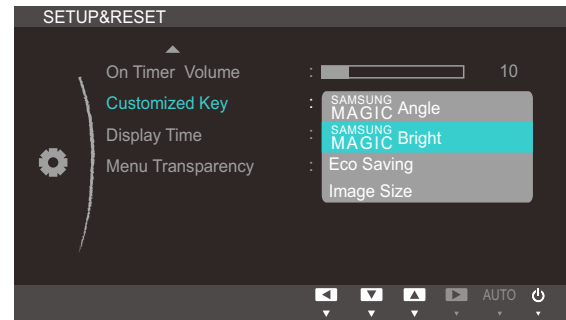 SETUP&RESET
On Timer Volume : 10
Customized Key : SAMSUNG MAGIC Angle
Display Time : SAMSUNG MAGIC Bright
Menu Transparency : Eco Saving
Image Size
AUTO